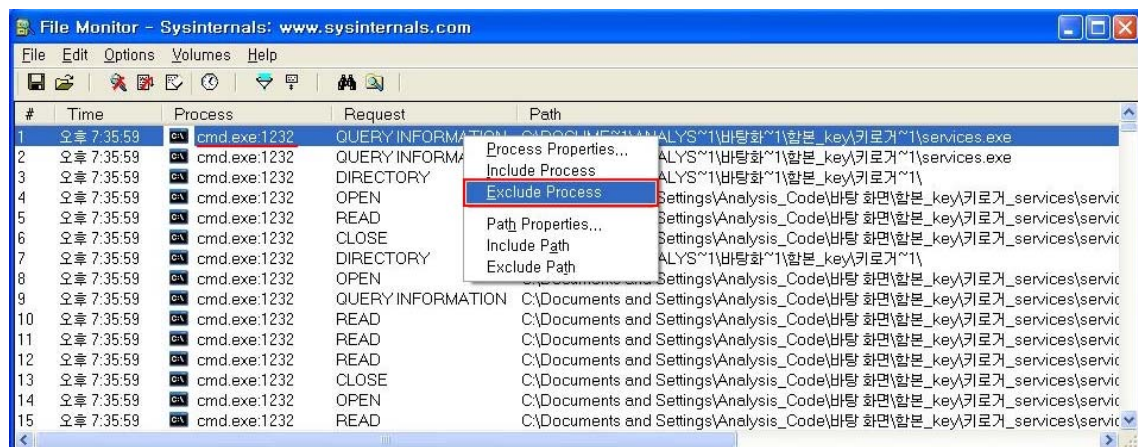 File Monitor - Sysinternals: www.sysinternals.com
File Edit Options Volumes Help
# Time Process Request Path
1 오후 7:35:59 cmd.exe:1232 QUERY INFORMATION C:\DOCUME~1\ANALYS~1\바탕화~1\합본_key\키로거~1\services.exe
2 오후 7:35:59 cmd.exe:1232 QUERY INFORMA ALYS~1\바탕화~1\합본_key\키로거~1\services.exe
3 오후 7:35:59 cmd.exe:1232 DIRECTORY ALYS~1\바탕화~1\합본_key\키로거~1\
4 오후 7:35:59 cmd.exe:1232 OPEN Settings\Analysis_Code\바탕 화면\합본_key\키로거_services\servic
5 오후 7:35:59 cmd.exe:1232 READ Settings\Analysis_Code\바탕 화면\합본_key\키로거_services\servic
6 오후 7:35:59 cmd.exe:1232 CLOSE Settings\Analysis_Code\바탕 화면\합본_key\키로거_services\servic
7 오후 7:35:59 cmd.exe:1232 DIRECTORY ALYS~1\바탕화~1\합본_key\키로거~1\
8 오후 7:35:59 cmd.exe:1232 OPEN Settings\Analysis_Code\바탕 화면\합본_key\키로거_services\servic
9 오후 7:35:59 cmd.exe:1232 QUERY INFORMATION C:\Documents and Settings\Analysis_Code\바탕 화면\합본_key\키로거_services\servic
10 오후 7:35:59 cmd.exe:1232 READ C:\Documents and Settings\Analysis_Code\바탕 화면\합본_key\키로거_services\servic
11 오후 7:35:59 cmd.exe:1232 READ C:\Documents and Settings\Analysis_Code\바탕 화면\합본_key\키로거_services\servic
12 오후 7:35:59 cmd.exe:1232 READ C:\Documents and Settings\Analysis_Code\바탕 화면\합본_key\키로거_services\servic
13 오후 7:35:59 cmd.exe:1232 CLOSE C:\Documents and Settings\Analysis_Code\바탕 화면\합본_key\키로거_services\servic
14 오후 7:35:59 cmd.exe:1232 OPEN C:\Documents and Settings\Analysis_Code\바탕 화면\합본_key\키로거_services\servic
15 오후 7:35:59 cmd.exe:1232 READ C:\Documents and Settings\Analysis_Code\바탕 화면\합본_key\키로거_services\servic
Process Properties...
Include Process
Exclude Process
Path Properties...
Include Path
Exclude Path